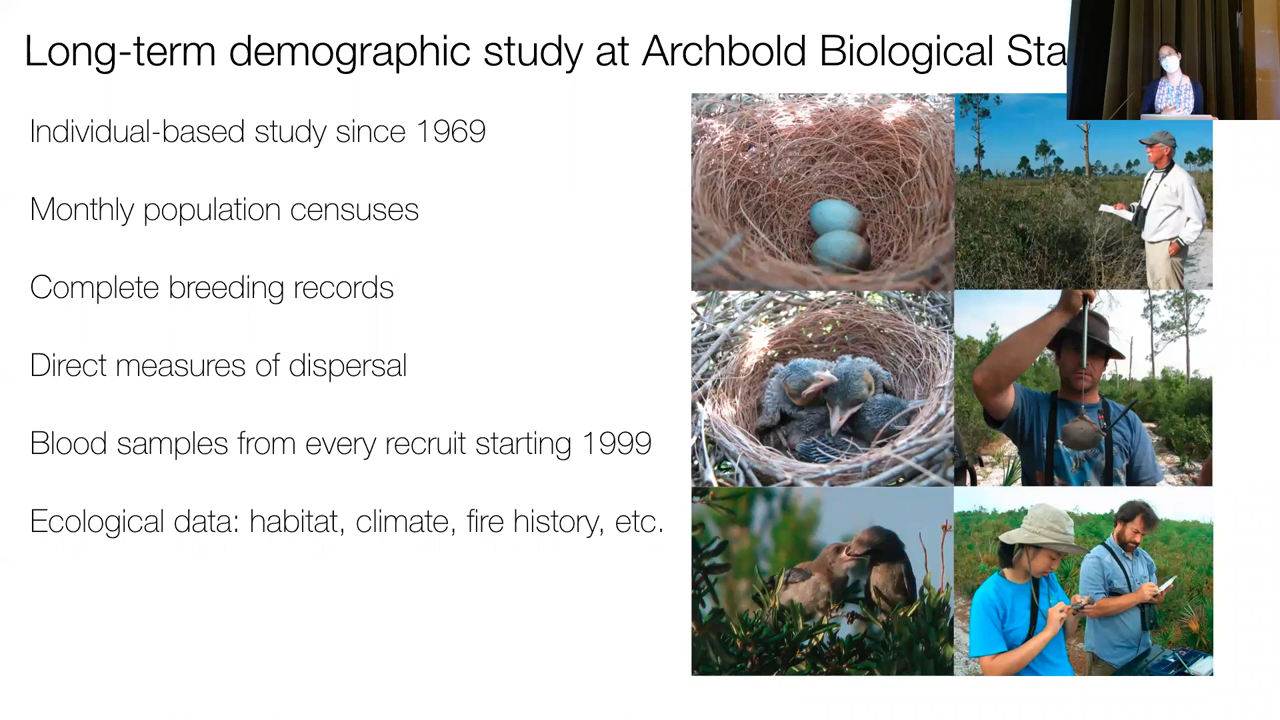 Long-term demographic study at Archbold Biological Sta
Individual-based study since 1969
Monthly population censuses
Complete breeding records
Direct measures of dispersal
Blood samples from every recruit starting 1999
Ecological data: habitat, climate, fire history, etc.